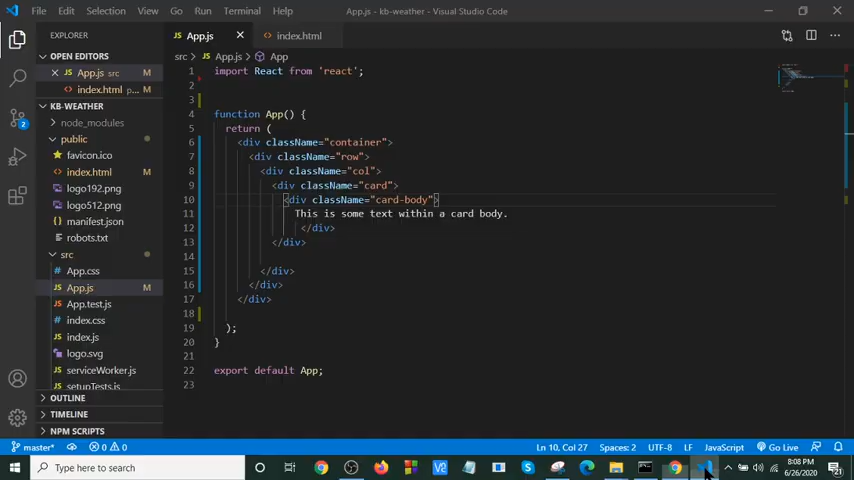 File Edit Selection View Go Run Terminal Help
App.js - kb-weather - Visual Studio Code
EXPLORER
OPEN EDITORS
App.js src M
index.html p... M
KB-WEATHER
node_modules
public
favicon.ico
index.html M
logo192.png
logo512.png
manifest.json
robots.txt
src
App.css
App.js M
App.test.js
index.css
index.js
logo.svg
serviceWorker.js
setupTests.js
OUTLINE
TIMELINE
NPM SCRIPTS
2
App.js index.html
src > App.js > App
1 import React from 'react';
2
3
4 function App() {
5 return (
6 <div className="container">
7 <div className="row">
8 <div className="col">
9 <div className="card">
10 <div className="card-body">
11 This is some text within a card body.
12 </div>
13 </div>
14
15 </div>
16 </div>
17 </div>
18
19 );
20 }
21
22 export default App;
23
master* 0 0 Ln 10, Col 27 Spaces: 2 UTF-8 LF JavaScript Go Live
Type here to search
8:08 PM
6/26/2020
21